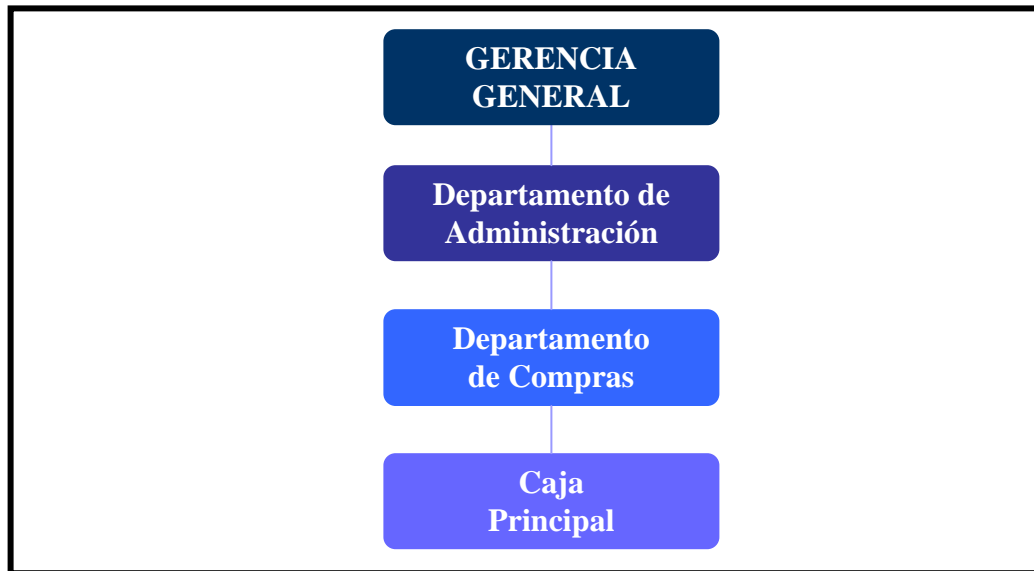 GERENCIA
GENERAL
Departamento de
Administración
Departamento
de Compras
Caja
Principal